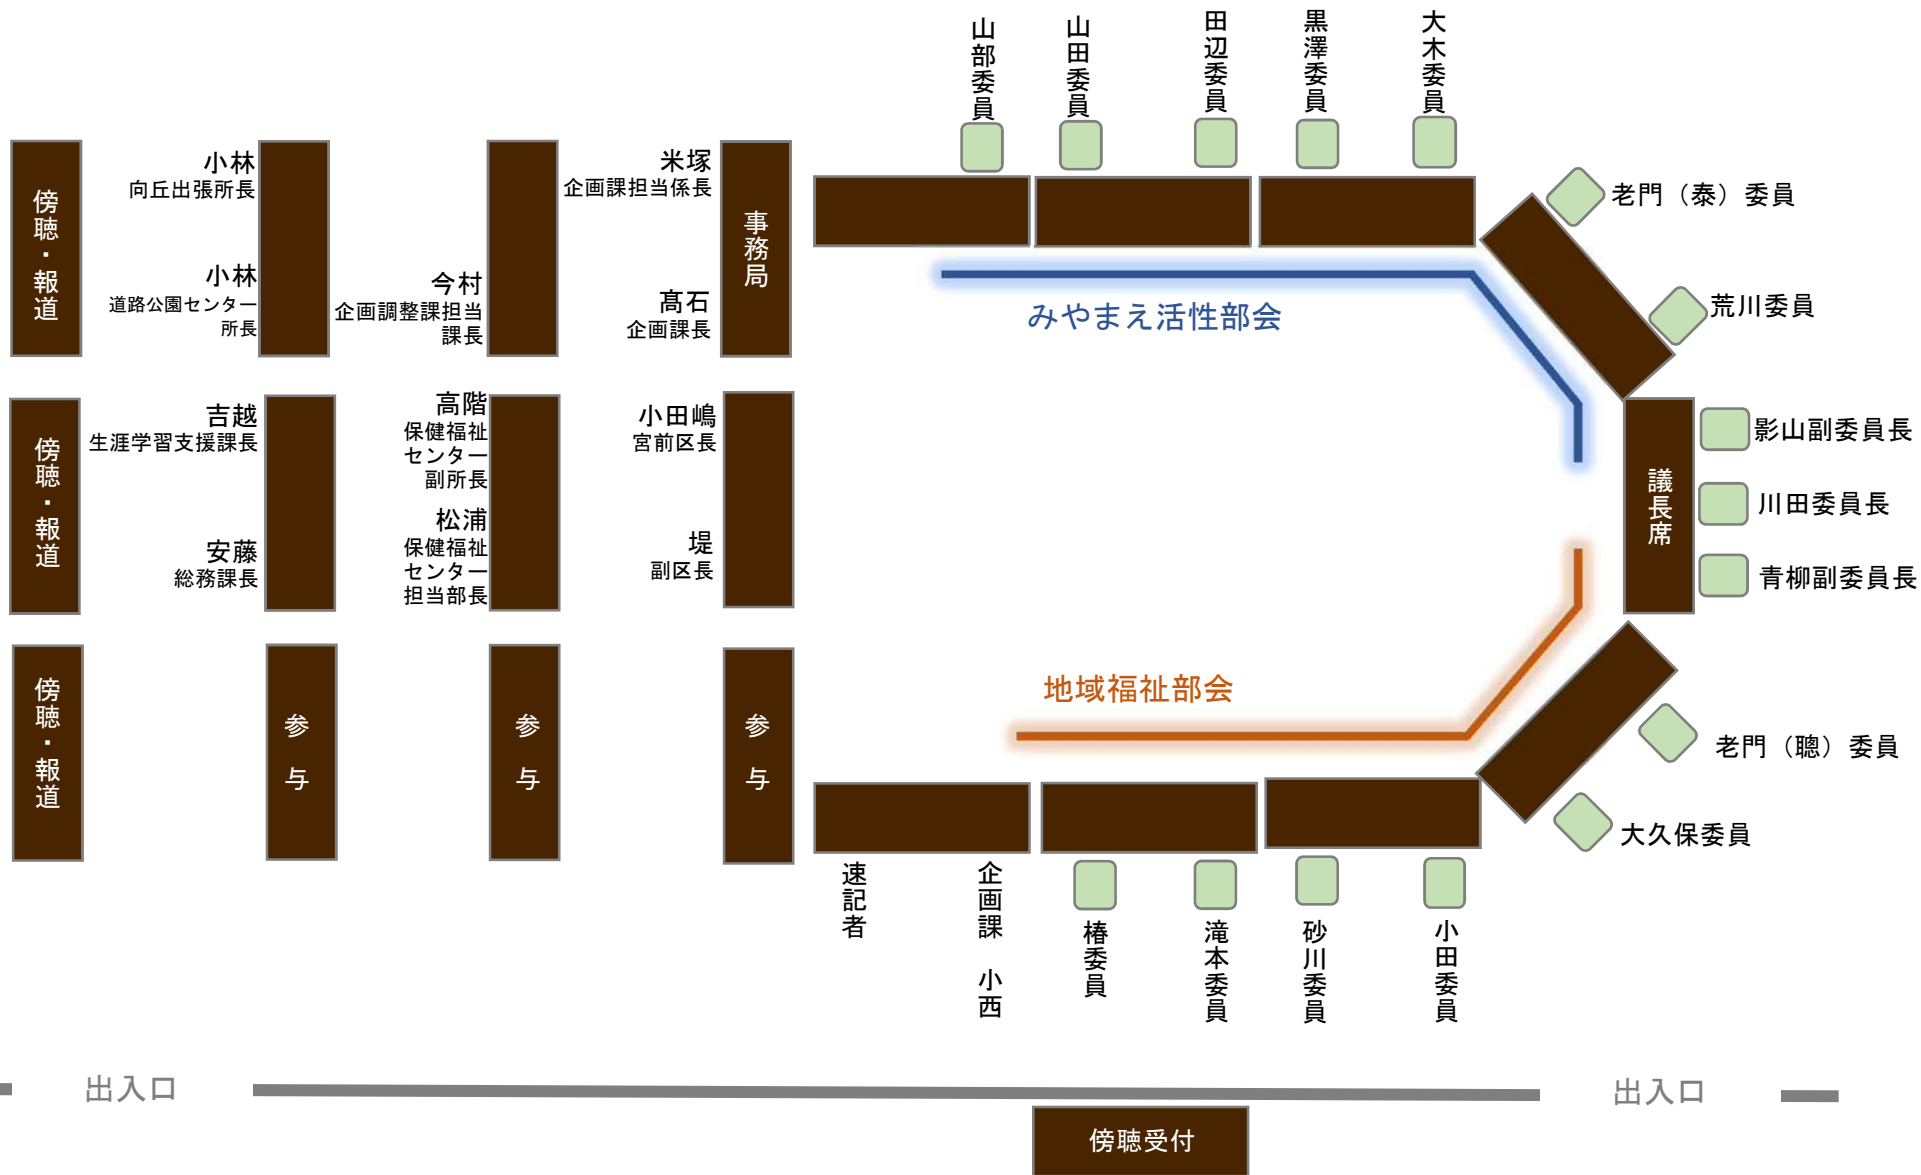 山部委員
山田委員
田辺委員
黒澤委員
大木委員
老門（泰）委員
荒川委員
影山副委員長
川田委員長
青柳副委員長
議長席
老門（聰）委員
大久保委員
みやまえ活性部会
地域福祉部会
傍聴・報道
小林
向丘出張所長
小林
道路公園センター
所長
今村
企画調整課担当
課長
米塚
企画課担当係長
髙石
企画課長
事務局
傍聴・報道
吉越
生涯学習支援課長
安藤
総務課長
高階
保健福祉
センター
副所長
松浦
保健福祉
センター
担当部長
小田嶋
宮前区長
堤
副区長
傍聴・報道
参与
参与
参与
速記者
企画課 小西
椿委員
滝本委員
砂川委員
小田委員
出入口
出入口
傍聴受付